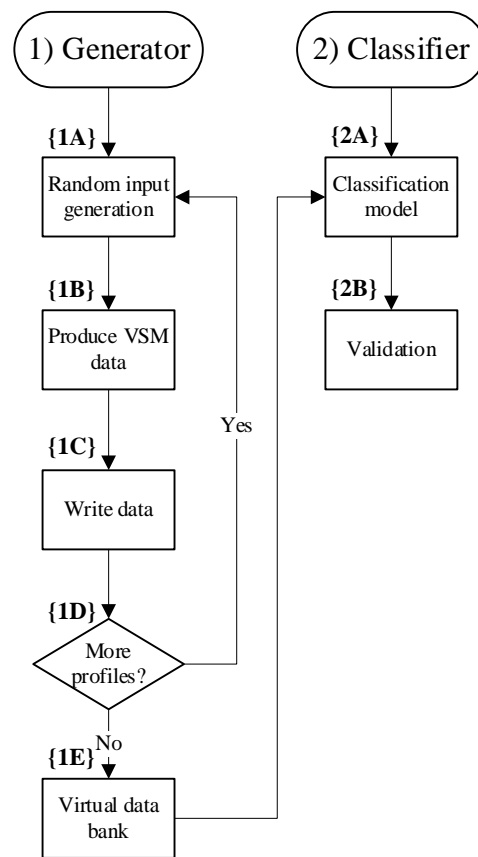 1) Generator
{1A}
Random input
generation
{1B}
Produce VSM
data
{1C}
Write data
{1D}
More
profiles?
Yes
No
{1E}
Virtual data
bank
2) Classifier
{2A}
Classification
model
{2B}
Validation